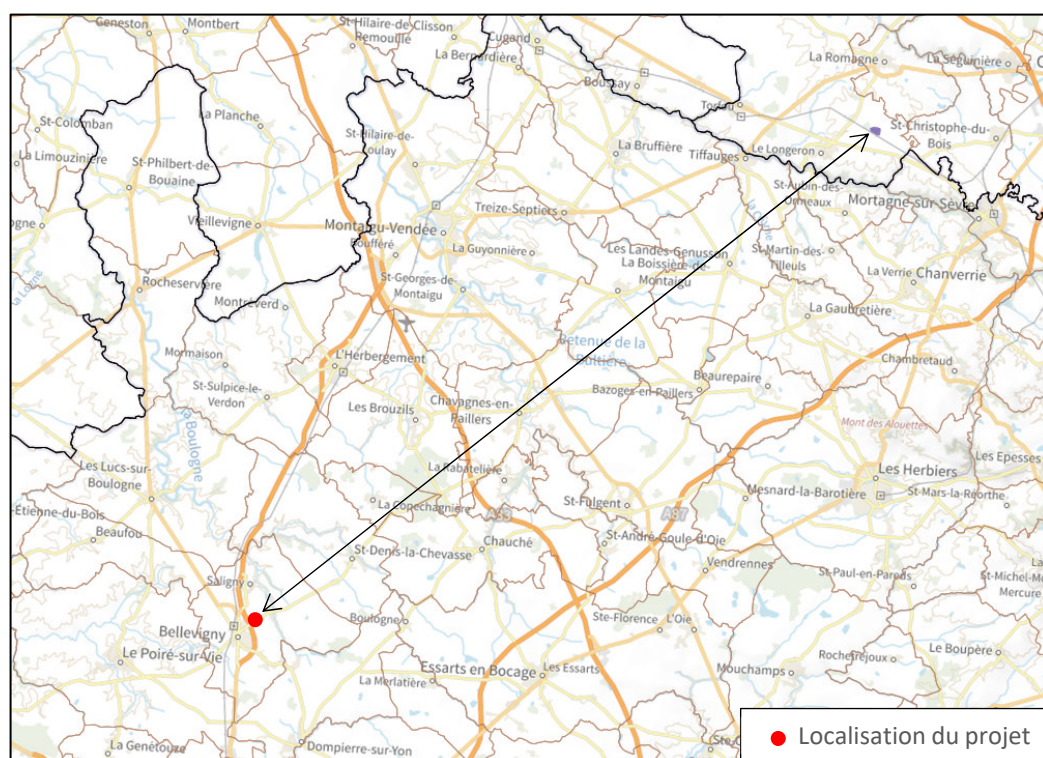 Geneston
Montbert
St-Hilaire-de-Clisson
Remouillé
Cugand
La Bernardière
Boussay
La Romagne
La Séguinière
Torfou
St-Colomban
La Planche
St-Hilaire-de-
Loulay
La Bruffière
Tiffauges
Le Longeron
St-Christophe-du-
Bois
La Limouzinière
St-Philbert-de-
Bouaine
St-Aubin-des-
Ormeaux
Mortagne-sur-Sèvre
Treize-Septiers
Vieillevigne
Montaigu-Vendée
Boufféré
La Guyonnière
Les Landes-Genusson
La Boissière-de-
Montaigu
St-Martin-des-
Tilleuls
La Verrie
Chanverrie
Rocheservière
St-Georges-de-
Montaigu
Montréverd
La Gaubretière
Retenue de la
Bultière
Mormaison
L'Herbergement
Chambretaud
St-Sulpice-le-
Verdon
Beaurepaire
Bazoges-en-Paillers
Les Brouzils
Chavagnes-en-
Paillers
Mont des Alouettes
La Boulogne
Les Lucs-sur-
Boulogne
La Rabatelière
Les Herbiers
Les Epesses
La Copechagnière
St-Fulgent
Mesnard-la-Barotière
St-Mars-la-Réorthe
-Étienne-du-Bois
A83
A87
Beaufou
St-Denis-la-Chevasse
Chauché
St-André-Goule-d'Oie
Vendrennes
St-Paul-en-Pareds
St-Michel-Mo
Mercure
Saligny
Bellevigny
Boulogne
Ste-Florence
L'Oie
Le Poiré-sur-Vie
La Merlatière
Essarts en Bocage
Les Essarts
Mouchamps
Rochetrejoux
Le Boupère
La Génétouze
Dompierre-sur-Yon
Localisation du projet